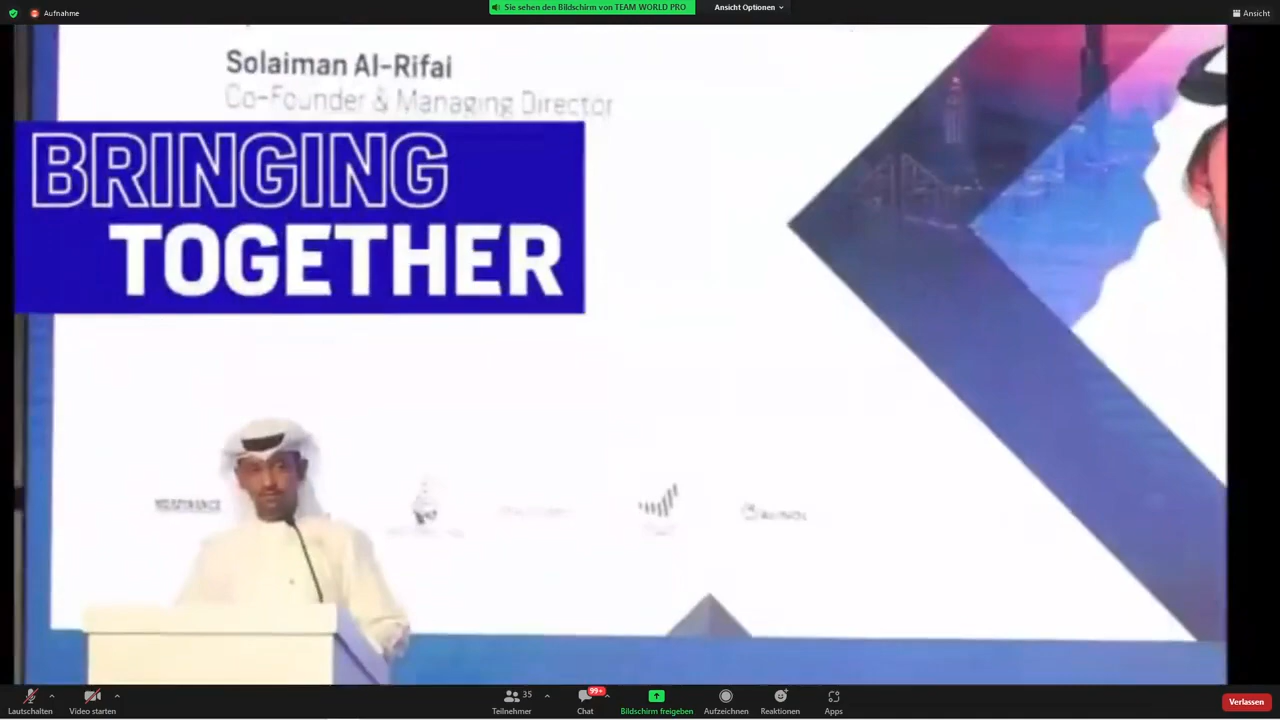 Aufnahme
Sie sehen den Bildschirm von TEAM WORLD PRO
Ansicht Optionen
Ansicht
Solaiman Al-Rifai
Co-Founder & Managing Director
BRINGING
TOGETHER
Lautschalten
Video starten
35
Teilnehmer
99+
Chat
Bildschirm freigeben
Aufzeichnen
Reaktionen
Apps
Verlassen